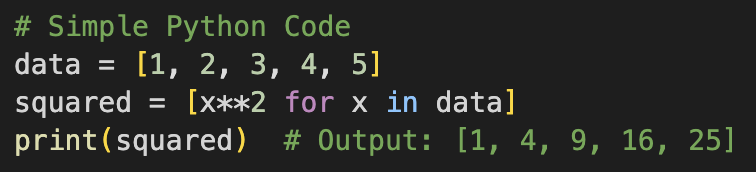 # Simple Python Code
data = [1, 2, 3, 4, 5]
squared = [x**2 for x in data]
print(squared)  # Output: [1, 4, 9, 16, 25]